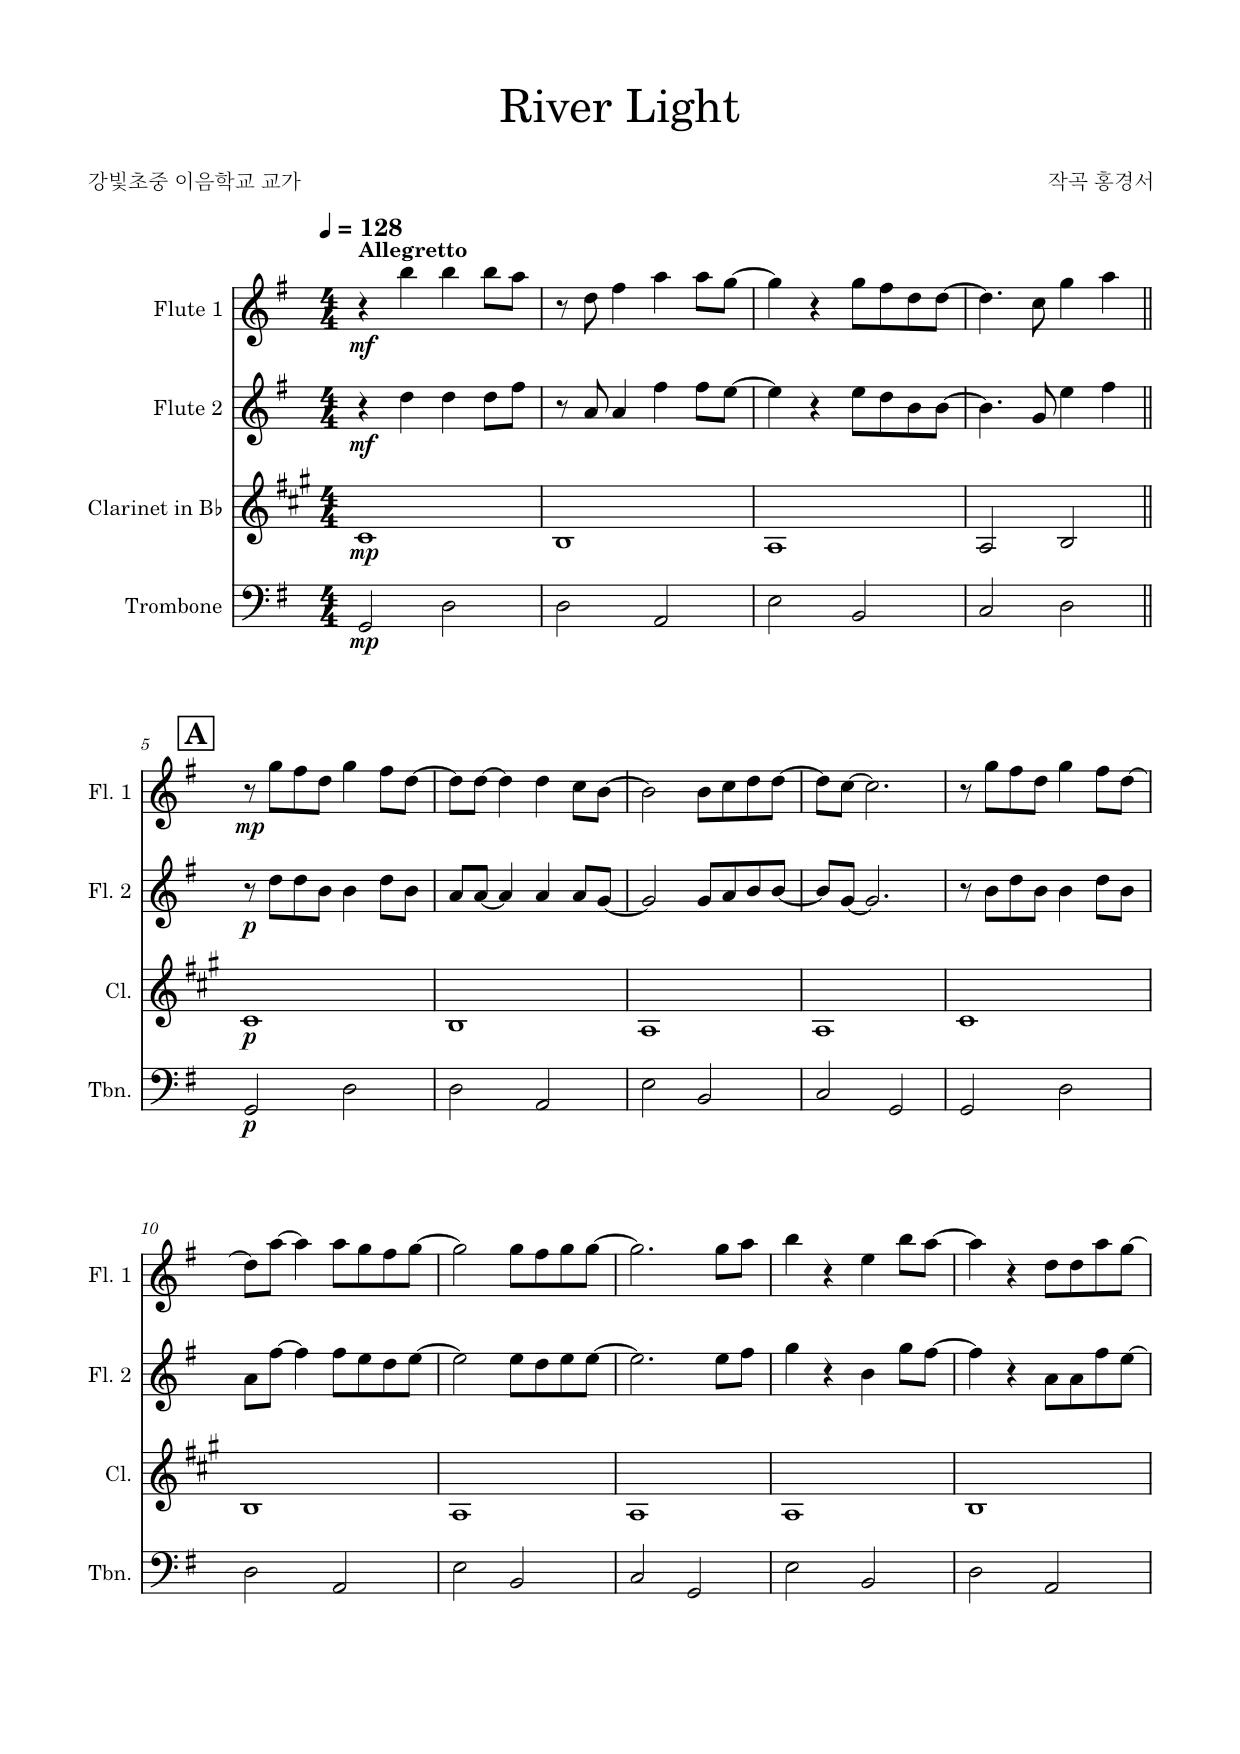 River Light
강빛초중 이음학교 교가
작곡 홍경서
♩ = 128
Allegretto
Flute 1
mf
Flute 2
mf
Clarinet in B♭
mp
Trombone
mp
5
A
Fl. 1
mp
Fl. 2
p
Cl.
p
Tbn.
p
10
Fl. 1
Fl. 2
Cl.
Tbn.